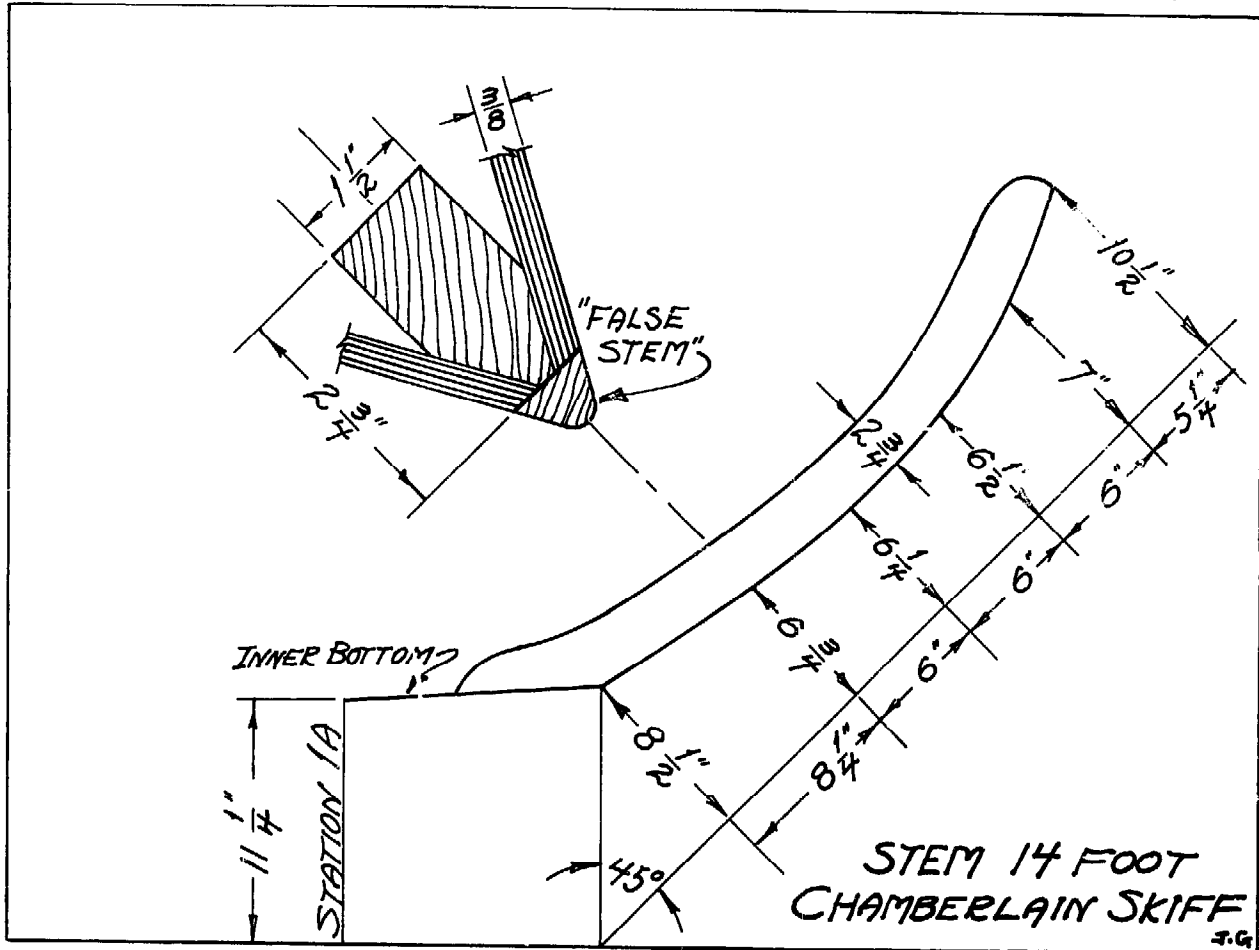 3/8
1 1/2"
"FALSE
STEM"
2 3/4"
10 1/2"
7"
5 1/4"
2 3/4
6 1/2"
6"
6 1/4
6"
6 3/4
6"
INNER BOTTOM
8 1/2"
8 1/4"
11 1/4"
STATION 1A
45°
STEM 14 FOOT
CHAMBERLAIN SKIFF
J.G.